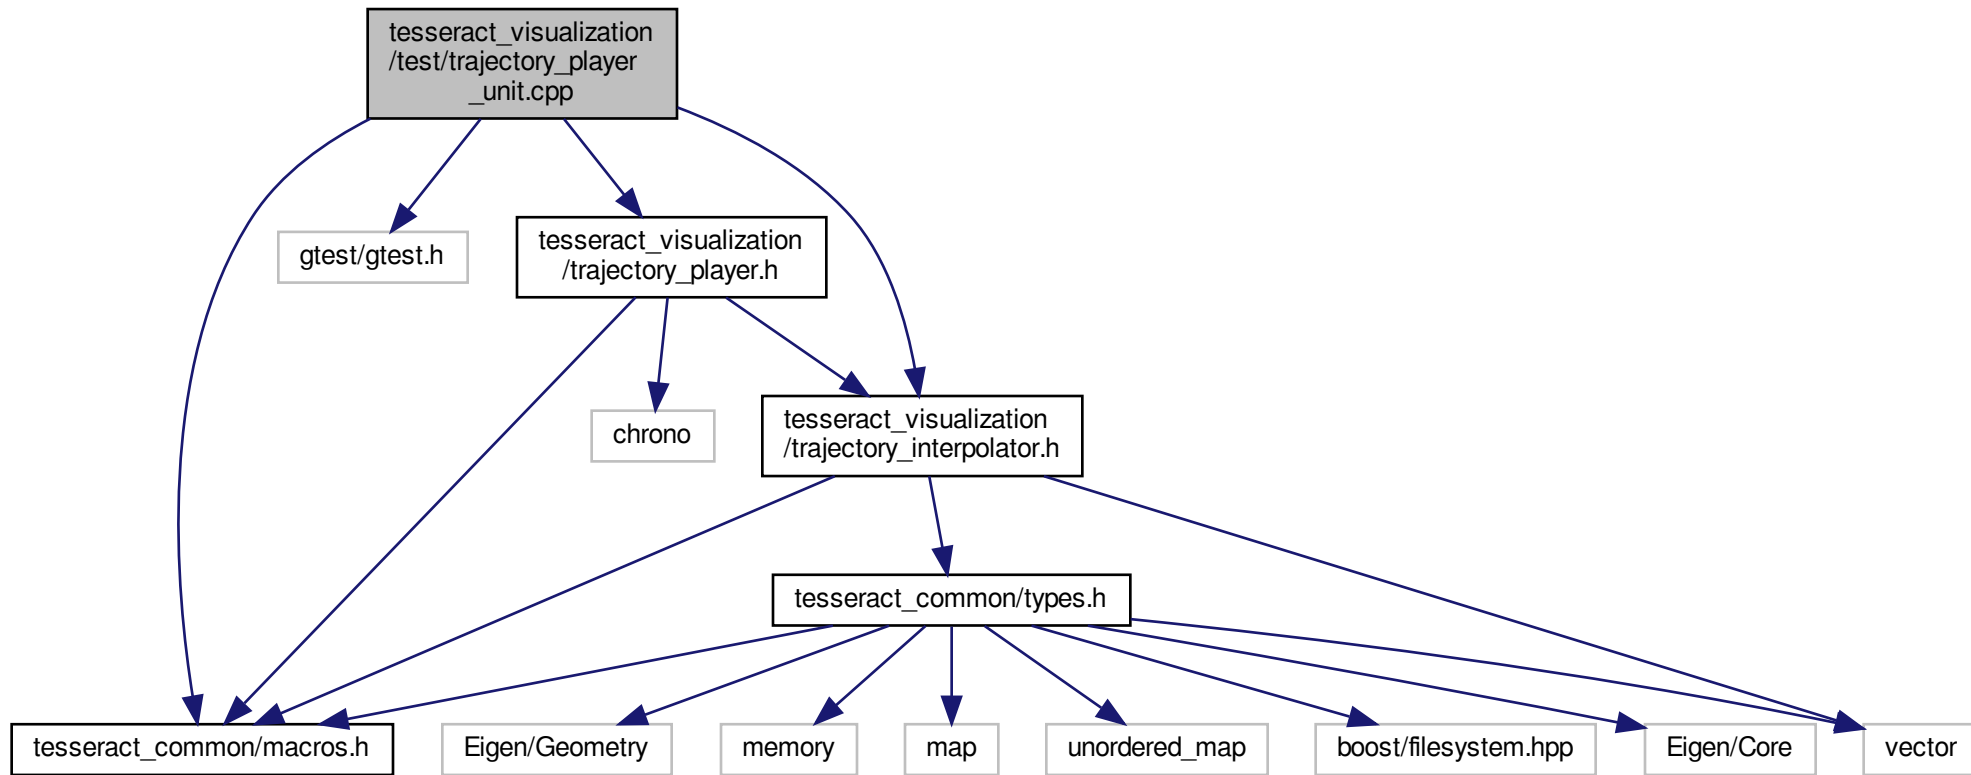 tesseract_visualization
/test/trajectory_player
_unit.cpp
gtest/gtest.h
tesseract_visualization
/trajectory_player.h
chrono
tesseract_visualization
/trajectory_interpolator.h
tesseract_common/types.h
tesseract_common/macros.h
Eigen/Geometry
memory
map
unordered_map
boost/filesystem.hpp
Eigen/Core
vector